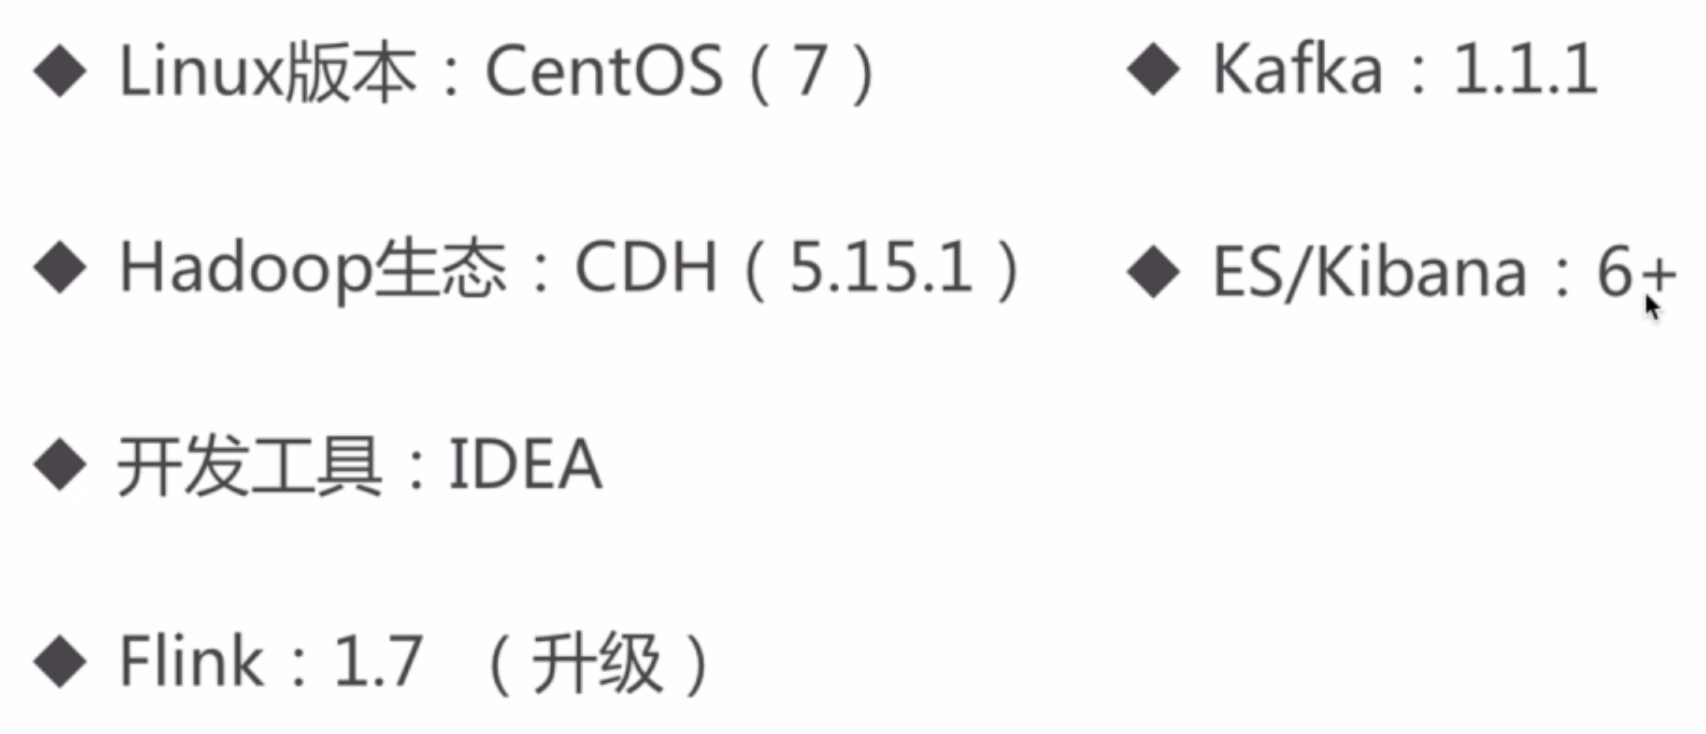 ◆ Linux版本：CentOS（7）
◆ Hadoop生态：CDH（5.15.1）
◆ 开发工具：IDEA
◆ Flink：1.7 （升级）
◆ Kafka：1.1.1
◆ ES/Kibana：6+